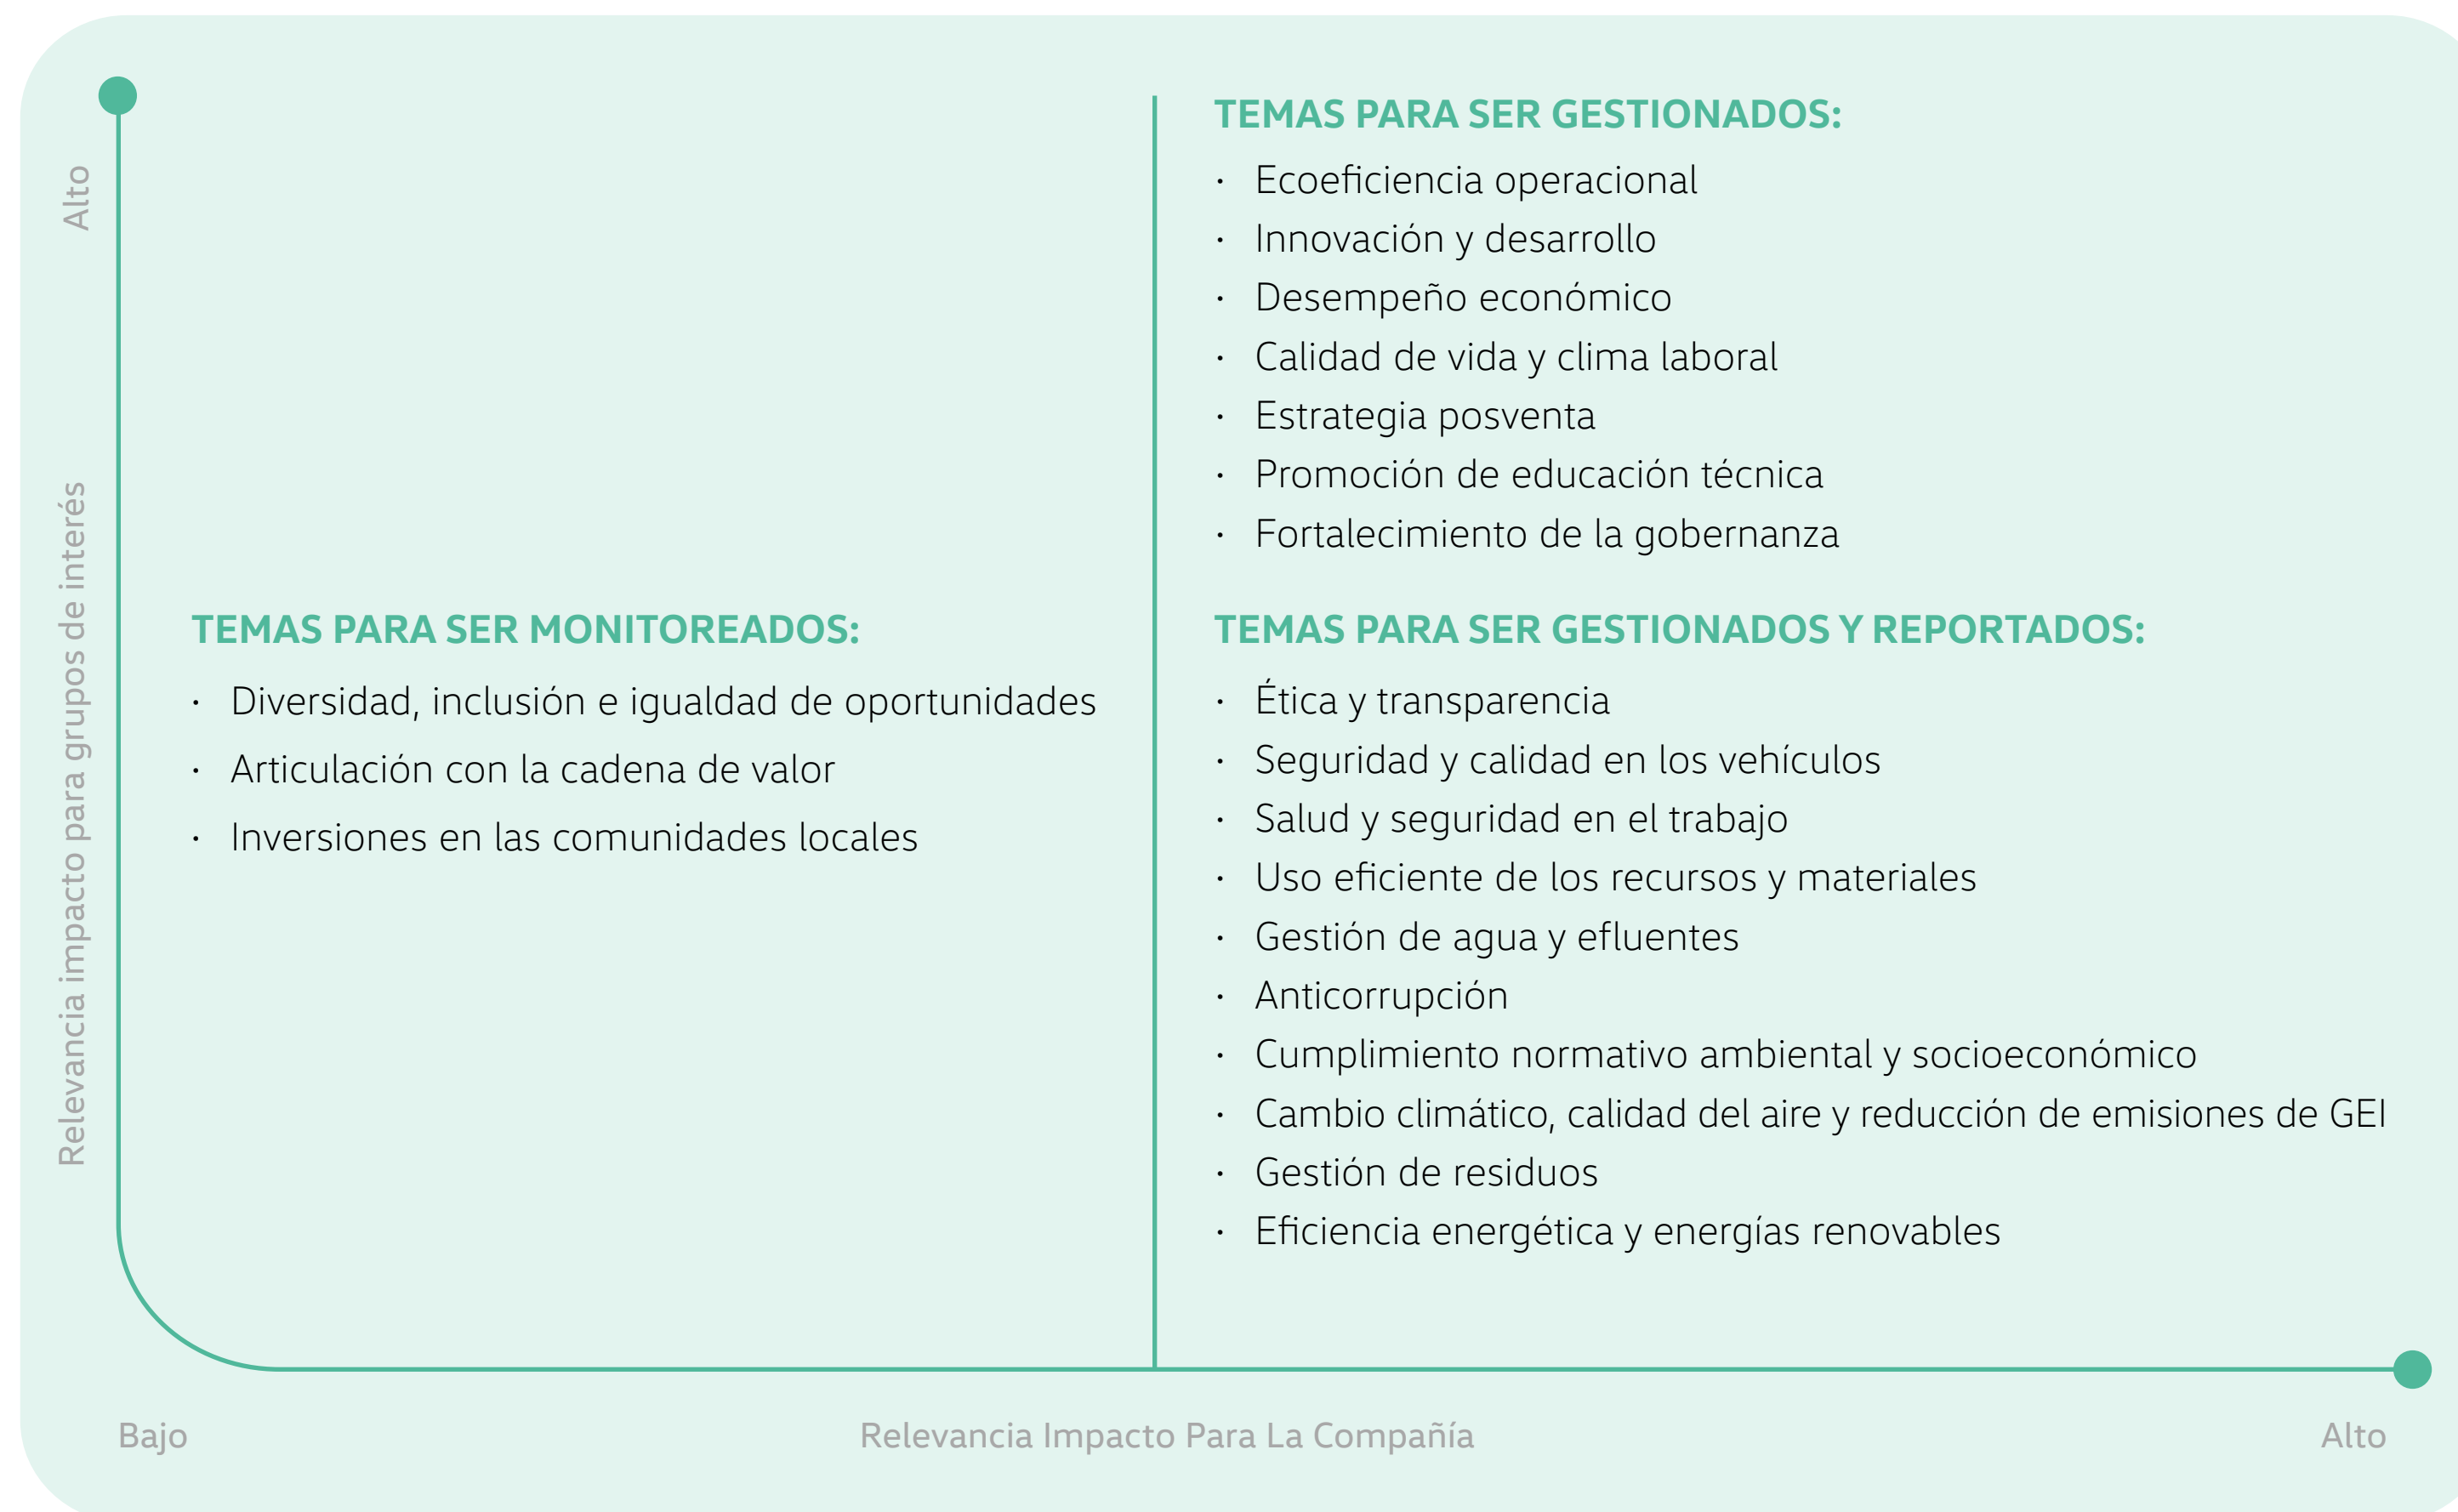 Alto
Relevancia impacto para grupos de interés
TEMAS PARA SER MONITOREADOS:
· Diversidad, inclusión e igualdad de oportunidades
· Articulación con la cadena de valor
· Inversiones en las comunidades locales
TEMAS PARA SER GESTIONADOS:
· Ecoeficiencia operacional
· Innovación y desarrollo
· Desempeño económico
· Calidad de vida y clima laboral
· Estrategia posventa
· Promoción de educación técnica
· Fortalecimiento de la gobernanza
TEMAS PARA SER GESTIONADOS Y REPORTADOS:
· Ética y transparencia
· Seguridad y calidad en los vehículos
· Salud y seguridad en el trabajo
· Uso eficiente de los recursos y materiales
· Gestión de agua y efluentes
· Anticorrupción
· Cumplimiento normativo ambiental y socioeconómico
· Cambio climático, calidad del aire y reducción de emisiones de GEI
· Gestión de residuos
· Eficiencia energética y energías renovables
Bajo
Relevancia Impacto Para La Compañía
Alto